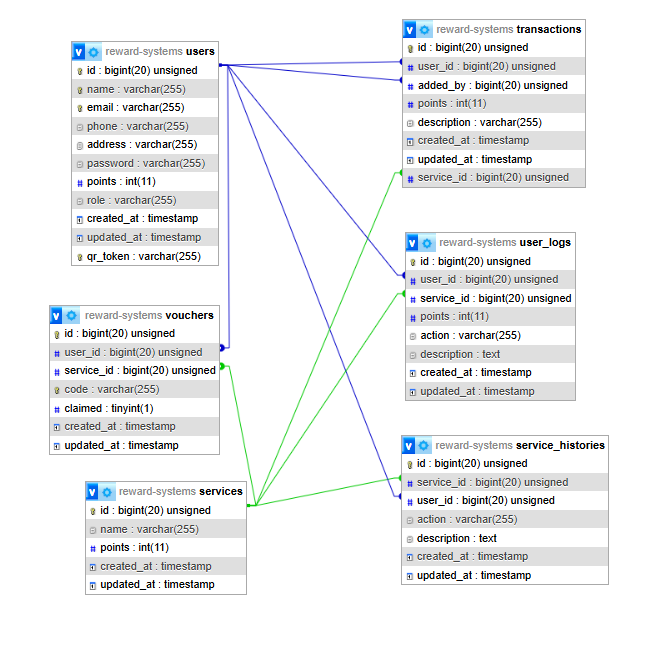 v reward-systems users
id : bigint(20) unsigned
name : varchar(255)
email : varchar(255)
phone : varchar(255)
address : varchar(255)
password : varchar(255)
points : int(11)
role : varchar(255)
created_at : timestamp
updated_at : timestamp
qr_token : varchar(255)
v reward-systems vouchers
id : bigint(20) unsigned
user_id : bigint(20) unsigned
service_id : bigint(20) unsigned
code : varchar(255)
claimed : tinyint(1)
created_at : timestamp
updated_at : timestamp
v reward-systems services
id : bigint(20) unsigned
name : varchar(255)
points : int(11)
created_at : timestamp
updated_at : timestamp
v reward-systems transactions
id : bigint(20) unsigned
user_id : bigint(20) unsigned
added_by : bigint(20) unsigned
points : int(11)
description : varchar(255)
created_at : timestamp
updated_at : timestamp
service_id : bigint(20) unsigned
v reward-systems user_logs
id : bigint(20) unsigned
user_id : bigint(20) unsigned
service_id : bigint(20) unsigned
points : int(11)
action : varchar(255)
description : text
created_at : timestamp
updated_at : timestamp
v reward-systems service_histories
id : bigint(20) unsigned
service_id : bigint(20) unsigned
user_id : bigint(20) unsigned
action : varchar(255)
description : text
created_at : timestamp
updated_at : timestamp